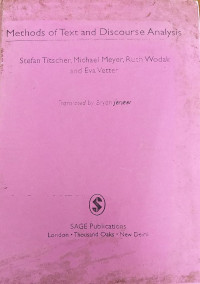 Methods of Text and Discourse Analysis
Stefan Titscher, Michael Meyer, Ruth Wodak
and Eva Vetter
Translated by Bryan Jenner
S
SAGE Publications
London • Thousand Oaks • New Delhi